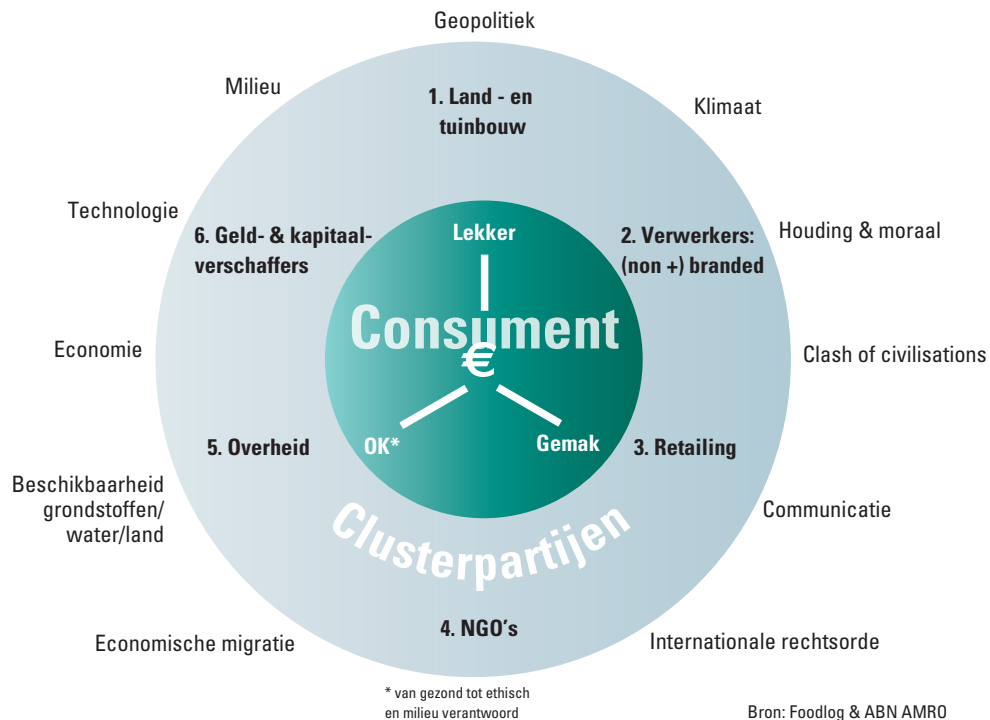 Geopolitiek
Milieu
Klimaat
1. Land - en
tuinbouw
Technologie
Houding & moraal
6. Geld- & kapitaal-
verschaffers
Lekker
2. Verwerkers:
(non +) branded
Consument
€
Economie
Clash of civilisations
5. Overheid
OK*
Gemak
3. Retailing
Beschikbaarheid
grondstoffen/
water/land
Communicatie
Clusterpartijen
4. NGO's
Economische migratie
Internationale rechtsorde
* van gezond tot ethisch
en milieu verantwoord
Bron: Foodlog & ABN AMRO